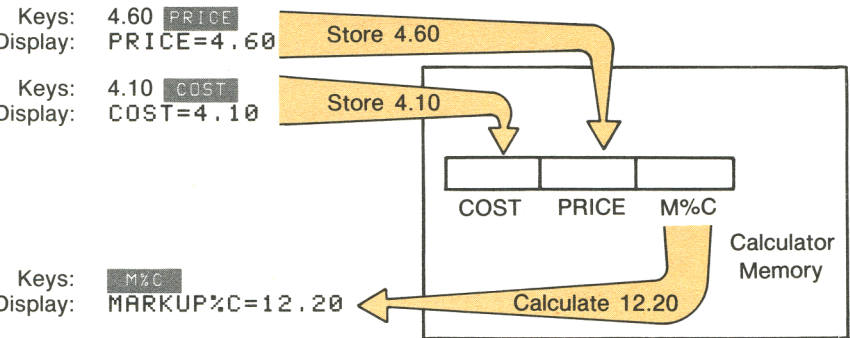 Keys: 4.60 PRICE
Display: PRICE=4.60
Store 4.60
Keys: 4.10 COST
Display: COST=4.10
Store 4.10
COST PRICE M%C
Calculator
Memory
Keys: M%C
Display: MARKUP%C=12.20
Calculate 12.20